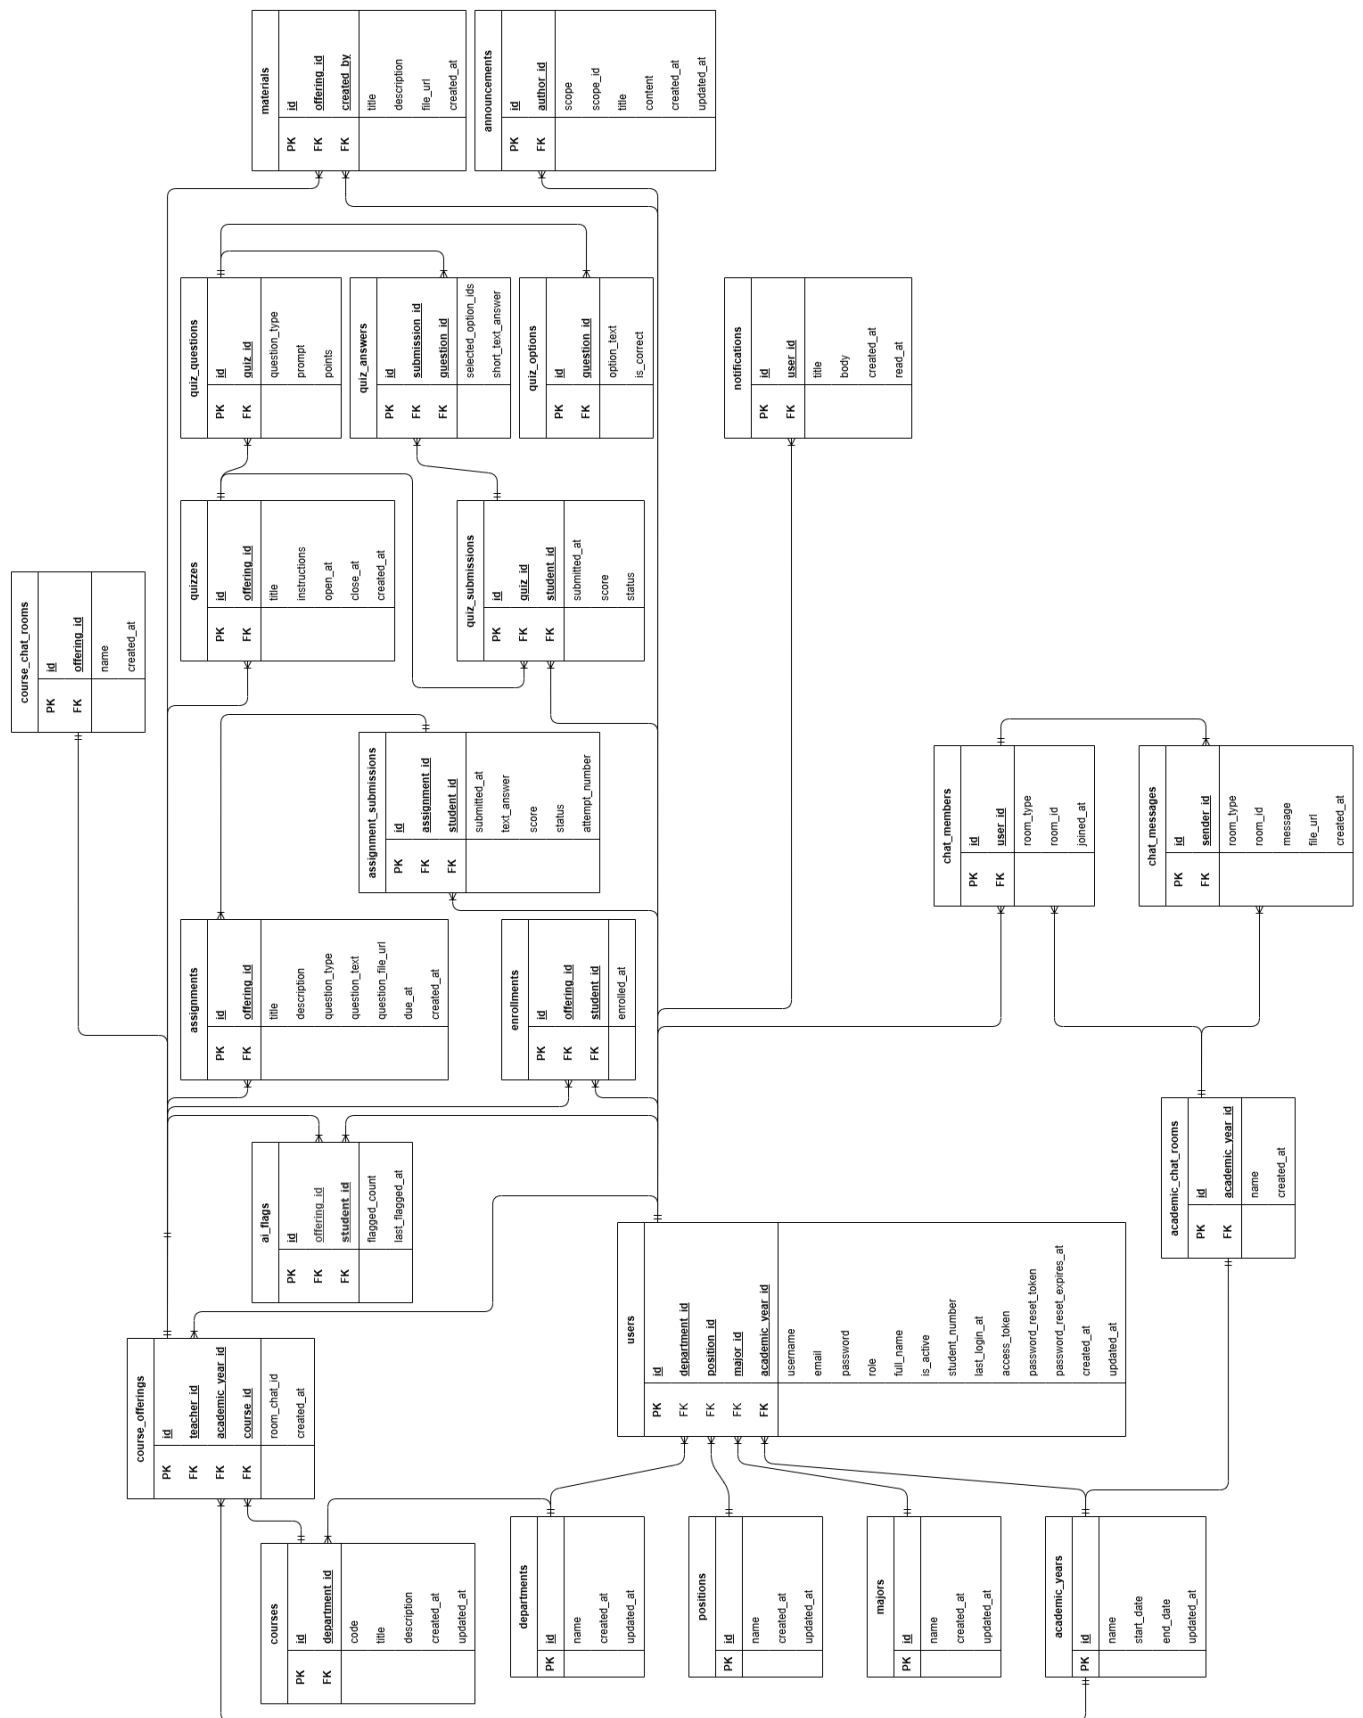 materials
PK id
FK offering_id
FK created_by
title
description
file_url
created_at
announcements
PK id
FK author_id
scope
scope_id
title
content
created_at
updated_at
quiz_questions
PK id
FK quiz_id
question_type
prompt
points
quiz_answers
PK id
FK submission_id
FK question_id
selected_option_ids
short_text_answer
quiz_options
PK id
FK question_id
option_text
is_correct
notifications
PK id
FK user_id
title
body
created_at
read_at
course_chat_rooms
PK id
FK offering_id
name
created_at
quizzes
PK id
FK offering_id
title
instructions
open_at
close_at
created_at
quiz_submissions
PK id
FK quiz_id
FK student_id
submitted_at
score
status
assignment_submissions
PK id
FK assignment_id
FK student_id
submitted_at
text_answer
score
status
attempt_number
chat_members
PK id
FK user_id
room_type
room_id
joined_at
chat_messages
PK id
FK sender_id
room_type
room_id
message
file_url
created_at
assignments
PK id
FK offering_id
title
description
question_type
question_text
question_file_url
due_at
created_at
enrollments
PK id
FK offering_id
FK student_id
enrolled_at
ai_flags
PK id
FK offering_id
FK student_id
flagged_count
last_flagged_at
academic_chat_rooms
PK id
FK academic_year_id
name
created_at
course_offerings
PK id
FK teacher_id
FK academic_year_id
FK course_id
room_chat_id
created_at
users
PK id
FK department_id
FK position_id
FK major_id
FK academic_year_id
username
email
password
role
full_name
is_active
student_number
last_login_at
access_token
password_reset_token
password_reset_expires_at
created_at
updated_at
courses
PK id
FK department_id
code
title
description
created_at
updated_at
departments
PK id
name
created_at
updated_at
positions
PK id
name
created_at
updated_at
majors
PK id
name
created_at
updated_at
academic_years
PK id
name
start_date
end_date
updated_at